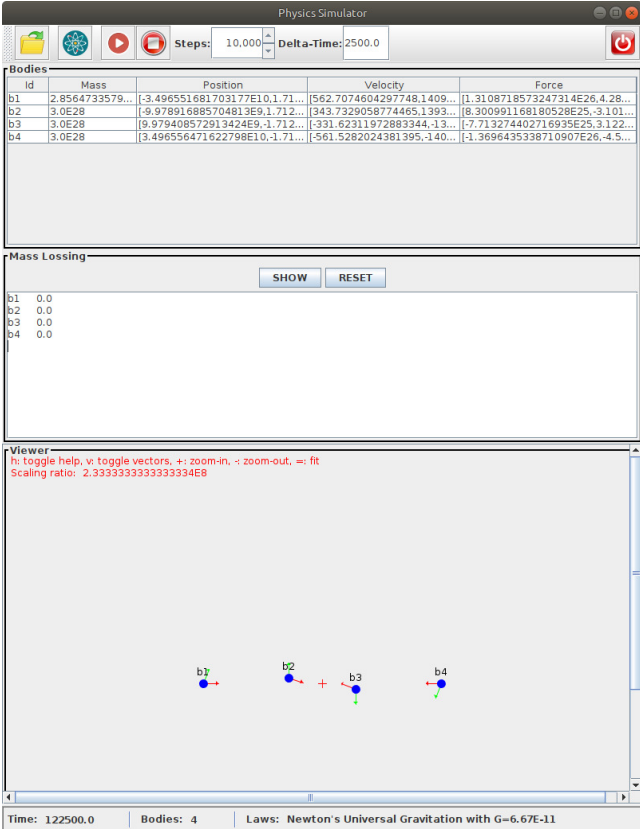 Physics Simulator
Steps: 10,000 Delta-Time: 2500.0
Bodies
Id Mass Position Velocity Force
b1 2.8564733579... [-3.496551681703177E10,1.71... [562.7074604297748,1409... [1.3108718573247314E26,4.28...
b2 3.0E28 [-9.978916885704813E9,1.712... [343.7329058774465,1393... [8.300991168180528E25,-3.101...
b3 3.0E28 [9.979408572913424E9,-1.712... [-331.62311972883344,-13... [-7.713274402716935E25,3.122...
b4 3.0E28 [3.496556471622798E10,-1.71... [-561.5282024381395,-140... [-1.3696435338710907E26,-4.5...
Mass Lossing
SHOW RESET
b1 0.0
b2 0.0
b3 0.0
b4 0.0
Viewer
h: toggle help, v: toggle vectors, +: zoom-in, -: zoom-out, =: fit
Scaling ratio: 2.3333333333333334E8
b1 b2 b3 b4
Time: 122500.0 Bodies: 4 Laws: Newton's Universal Gravitation with G=6.67E-11